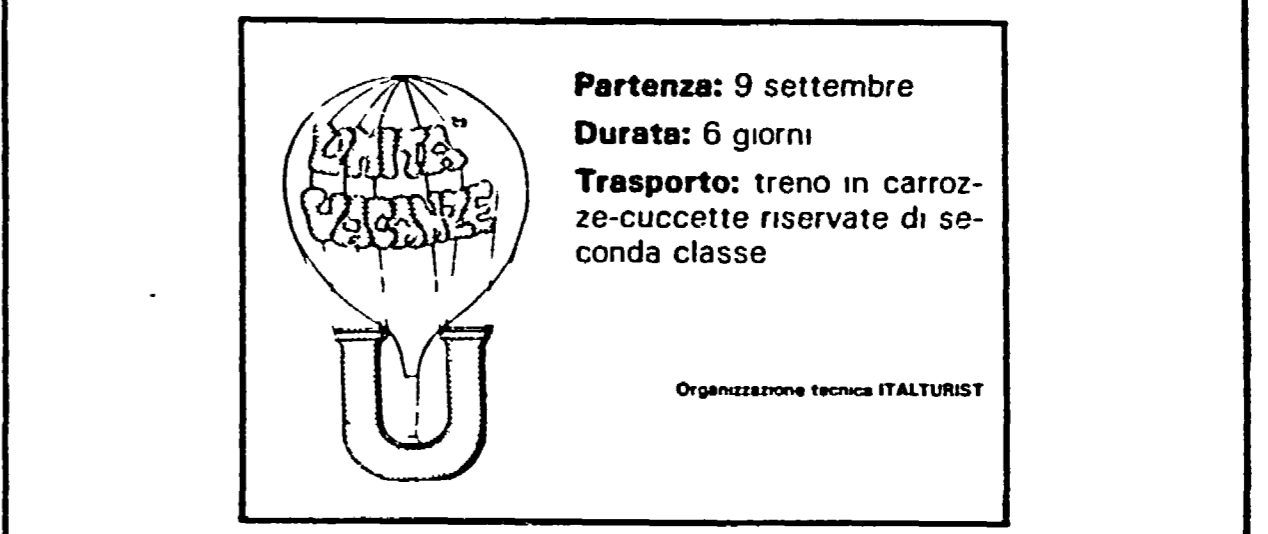 Partenza: 9 settembre
Durata: 6 giorni
Trasporto: treno in carroz-
ze-cuccette riservate di se-
conda classe
Organizzazione tecnica ITALTURIST
U